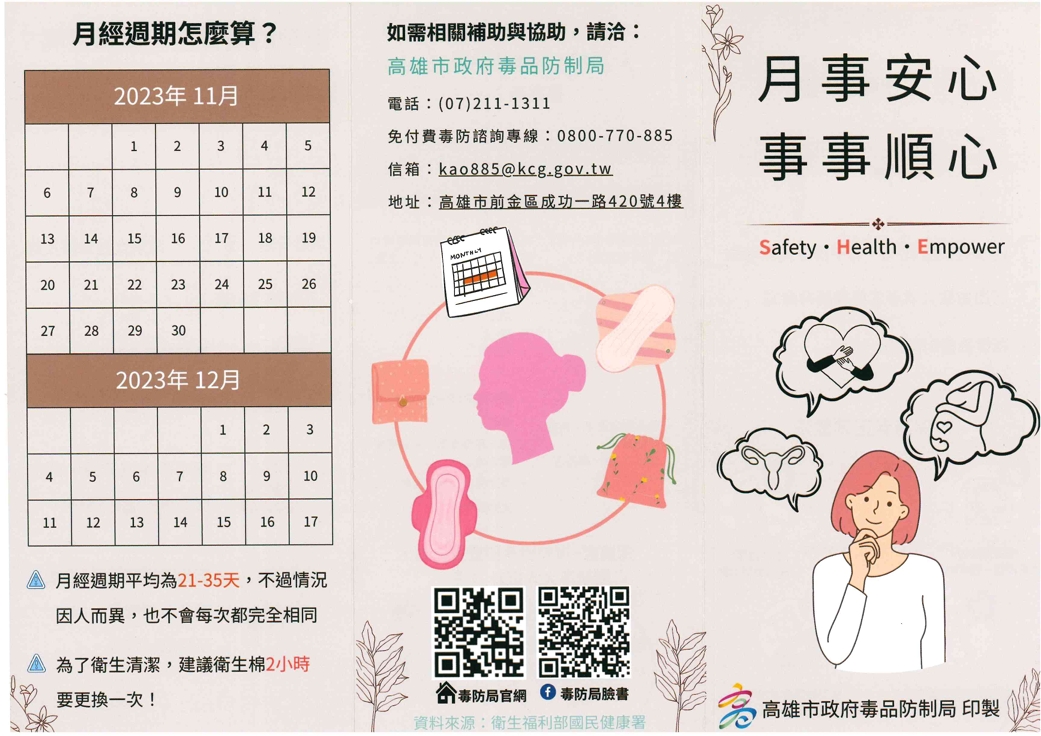 月經週期怎麼算？
2023年 11月
1 2 3 4 5
6 7 8 9 10 11 12
13 14 15 16 17 18 19
20 21 22 23 24 25 26
27 28 29 30
2023年 12月
1 2 3
4 5 6 7 8 9 10
11 12 13 14 15 16 17
月經週期平均為21-35天，不過情況
因人而異，也不會每次都完全相同
為了衛生清潔，建議衛生棉2小時
要更換一次！
如需相關補助與協助，請洽：
高雄市政府毒品防制局
電話：(07)211-1311
免付費毒防諮詢專線：0800-770-885
信箱：kao885@kcg.gov.tw
地址：高雄市前金區成功一路420號4樓
MONTHLY
毒防局官網
毒防局臉書
資料來源：衛生福利部國民健康署
月事安心
事事順心
Safety・Health・Empower
高雄市政府毒品防制局 印製